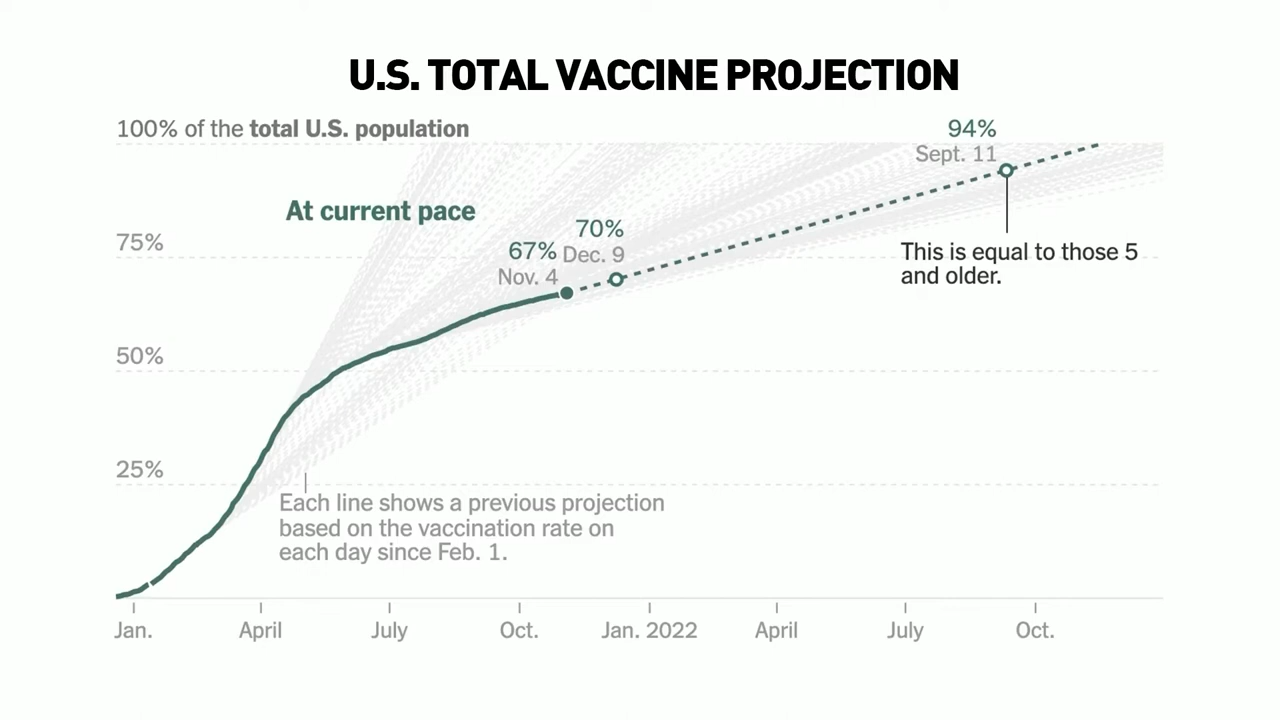 U.S. TOTAL VACCINE PROJECTION
100% of the total U.S. population
94%
Sept. 11
At current pace
75%
70%
67%
Dec. 9
Nov. 4
This is equal to those 5
and older.
50%
25%
Each line shows a previous projection
based on the vaccination rate on
each day since Feb. 1.
Jan.
April
July
Oct.
Jan. 2022
April
July
Oct.